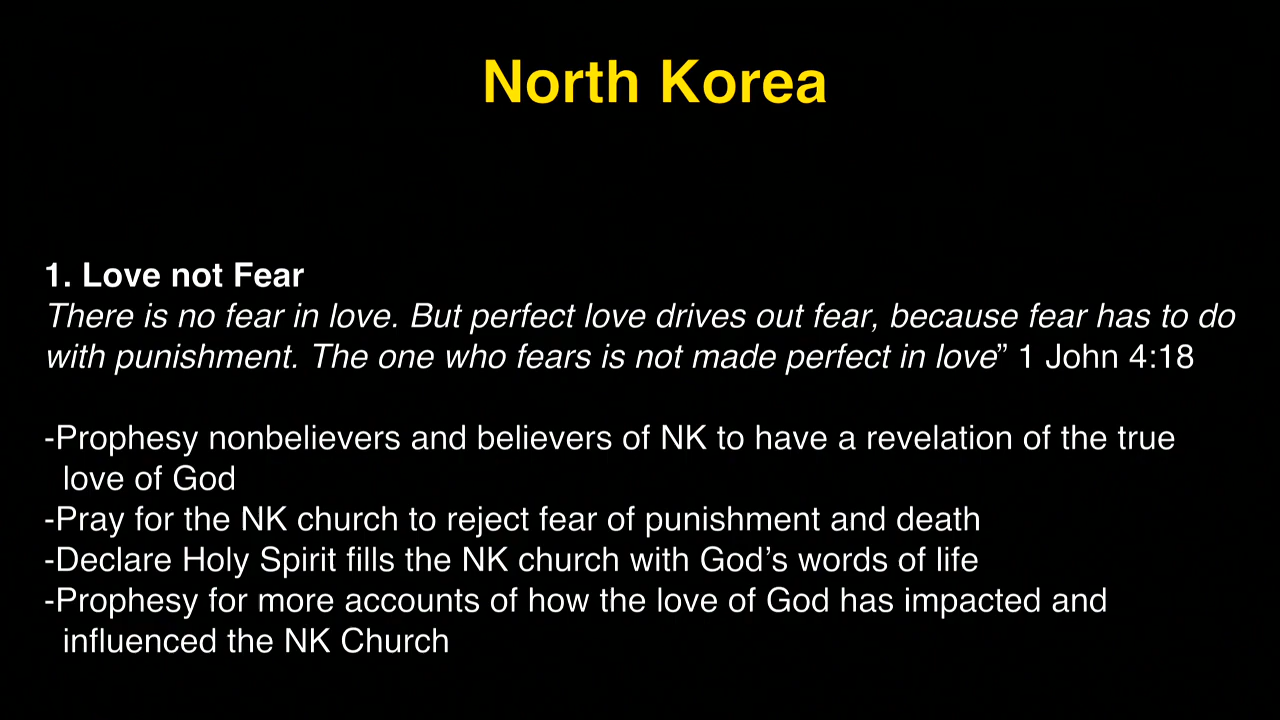 North Korea
1. Love not Fear
There is no fear in love. But perfect love drives out fear, because fear has to do
with punishment. The one who fears is not made perfect in love” 1 John 4:18
-Prophesy nonbelievers and believers of NK to have a revelation of the true
love of God
-Pray for the NK church to reject fear of punishment and death
-Declare Holy Spirit fills the NK church with God’s words of life
-Prophesy for more accounts of how the love of God has impacted and
influenced the NK Church